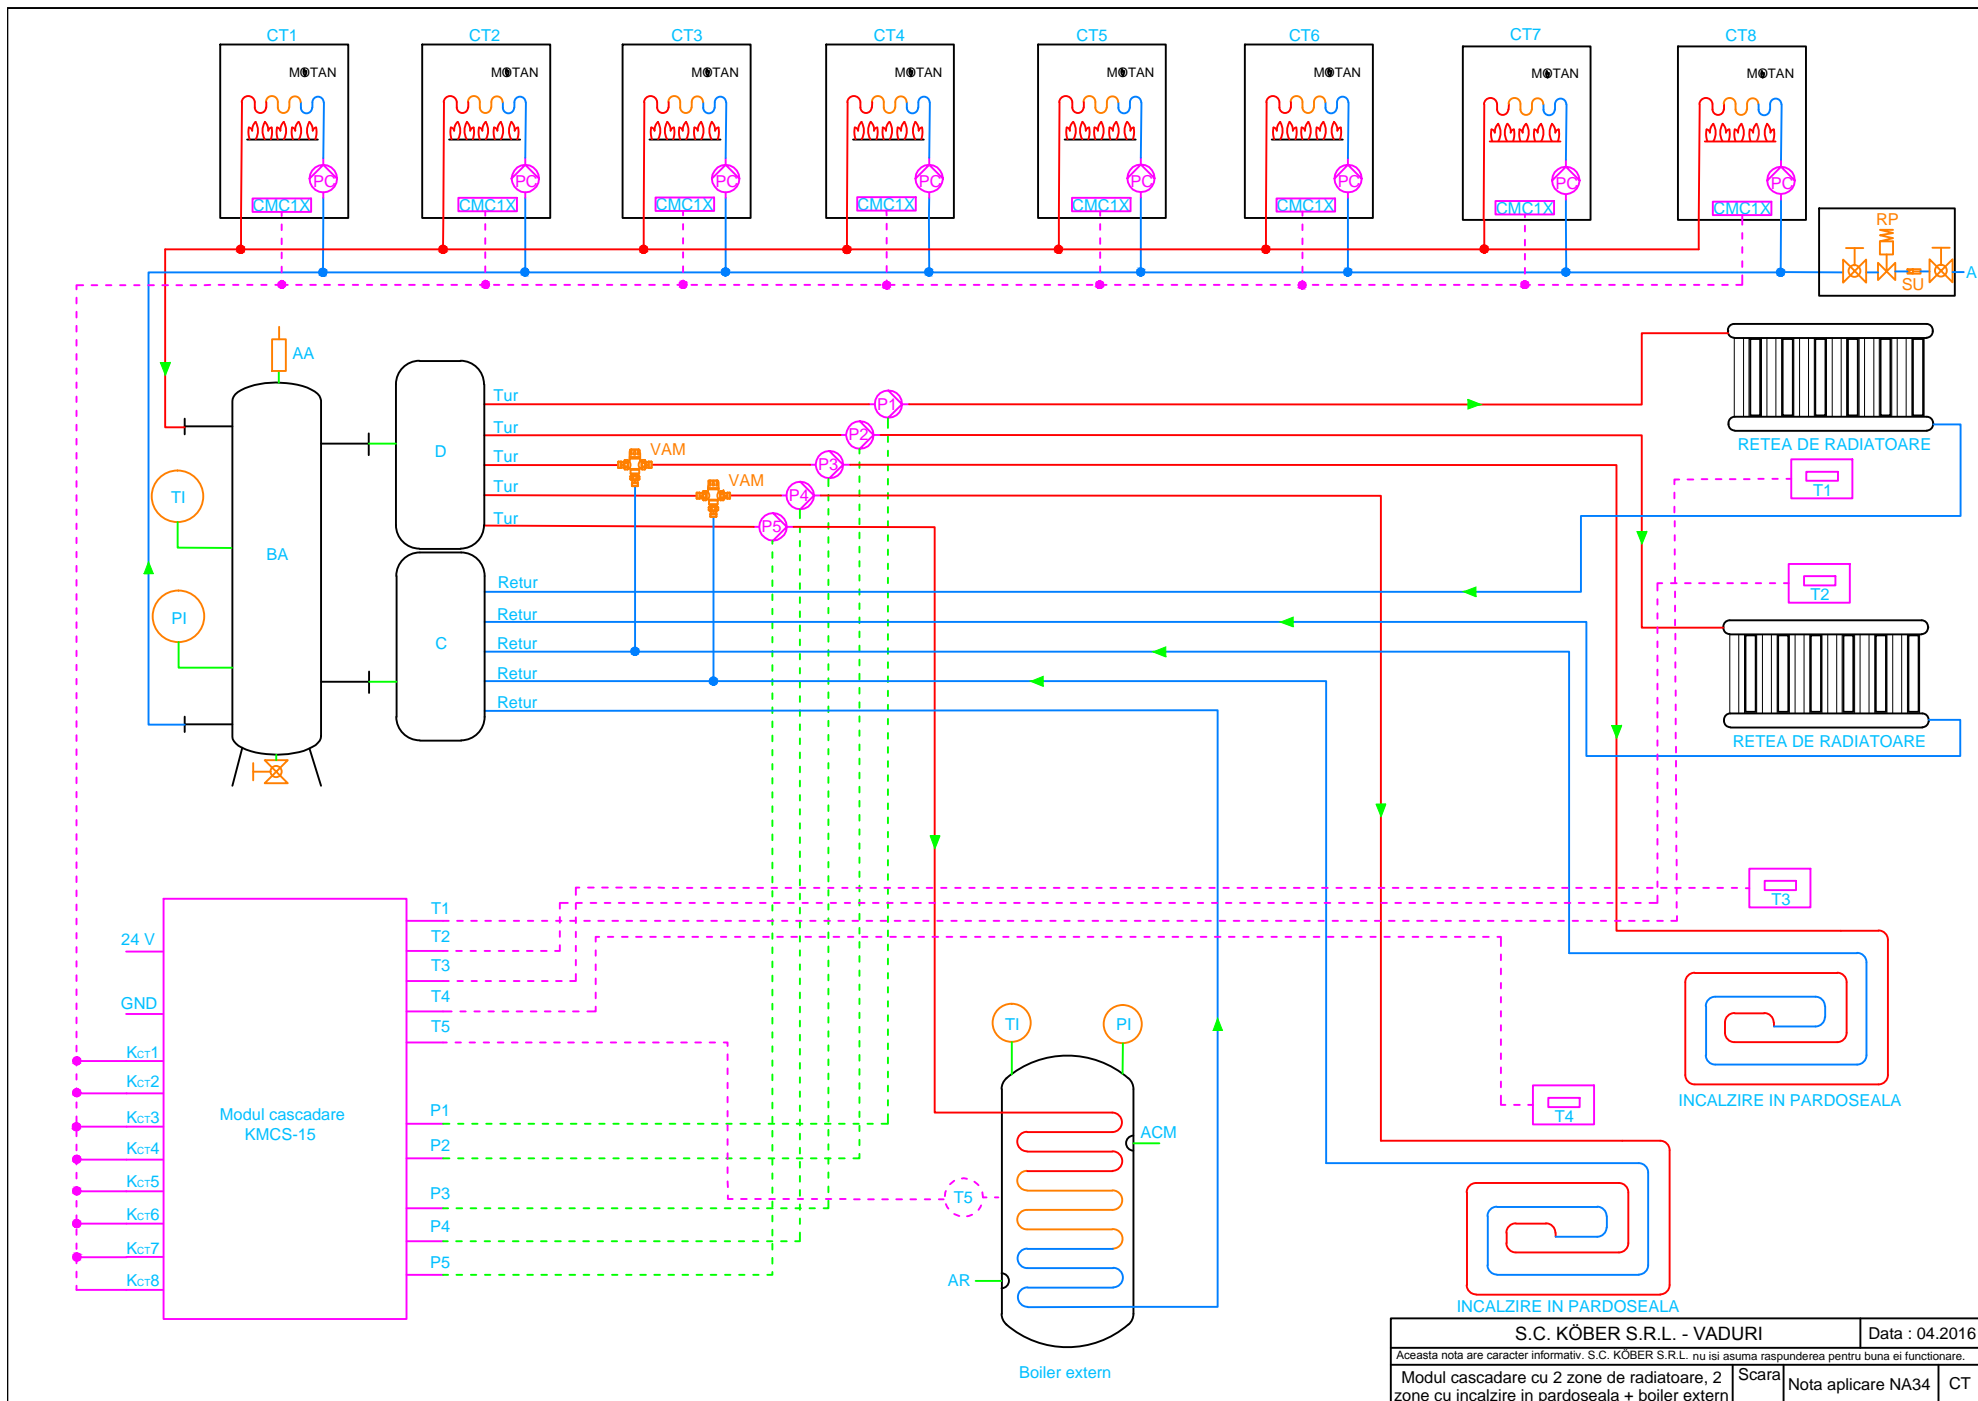 CT1 CT2 CT3 CT4 CT5 CT6 CT7 CT8
MOTAN MOTAN MOTAN MOTAN MOTAN MOTAN MOTAN MOTAN
PC PC PC PC PC PC PC PC
CMC1X CMC1X CMC1X CMC1X CMC1X CMC1X CMC1X CMC1X
RP
SU
AA
Tur
P1
Tur
P2
D
RETEA DE RADIATOARE
VAM
Tur
P3
VAM
T1
TI
Tur
P4
Tur
P5
BA
Retur
T2
PI
Retur
C
Retur
Retur
Retur
RETEA DE RADIATOARE
T3
T1
24 V
T2
T3
GND
T4
T5
TI
PI
KCT1
KCT2
KCT3
KCT4
KCT5
KCT6
KCT7
KCT8
Modul cascadare
KMCS-15
P1
P2
P3
P4
P5
INCALZIRE IN PARDOSEALA
T4
ACM
T5
AR
INCALZIRE IN PARDOSEALA
Boiler extern
S.C. KÖBER S.R.L. - VADURI
Data : 04.2016
Aceasta nota are caracter informativ. S.C. KÖBER S.R.L. nu isi asuma raspunderea pentru buna ei functionare.
Modul cascadare cu 2 zone de radiatoare, 2
zone cu incalzire in pardoseala + boiler extern
Scara
Nota aplicare NA34
CT